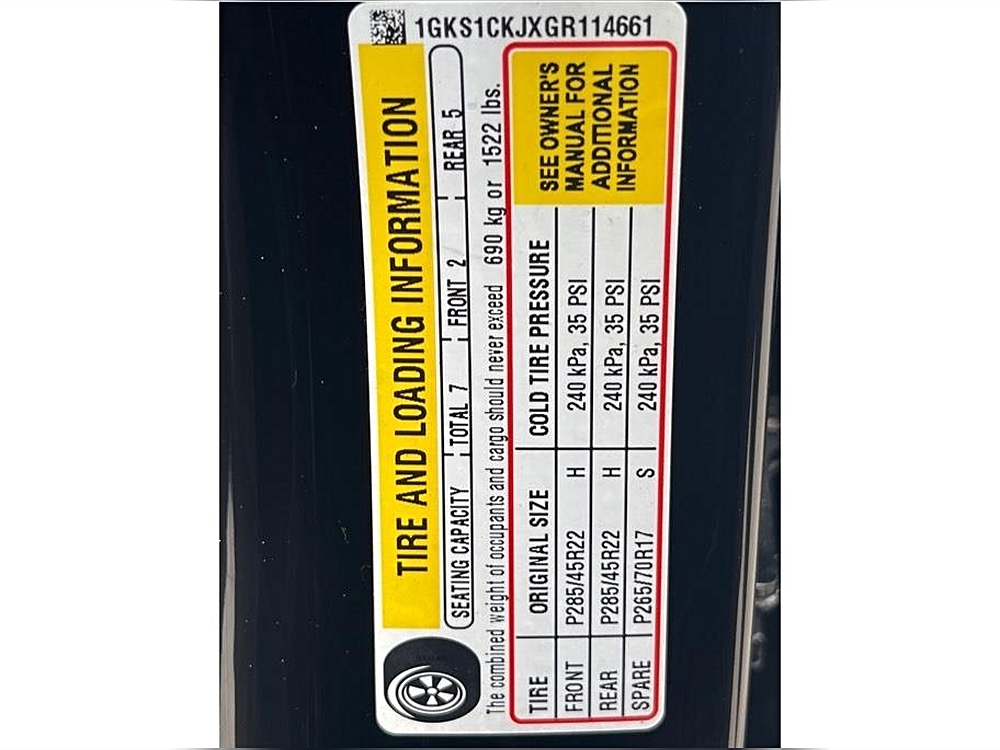 1GKS1CKJXGR114661
TIRE AND LOADING INFORMATION
SEATING CAPACITY TOTAL 7 FRONT 2 REAR 5
The combined weight of occupants and cargo should never exceed 690 kg or 1522 lbs.
TIRE ORIGINAL SIZE COLD TIRE PRESSURE
FRONT P285/45R22 H 240 kPa, 35 PSI
REAR P285/45R22 H 240 kPa, 35 PSI
SPARE P265/70R17 S 240 kPa, 35 PSI
SEE OWNER'S
MANUAL FOR
ADDITIONAL
INFORMATION